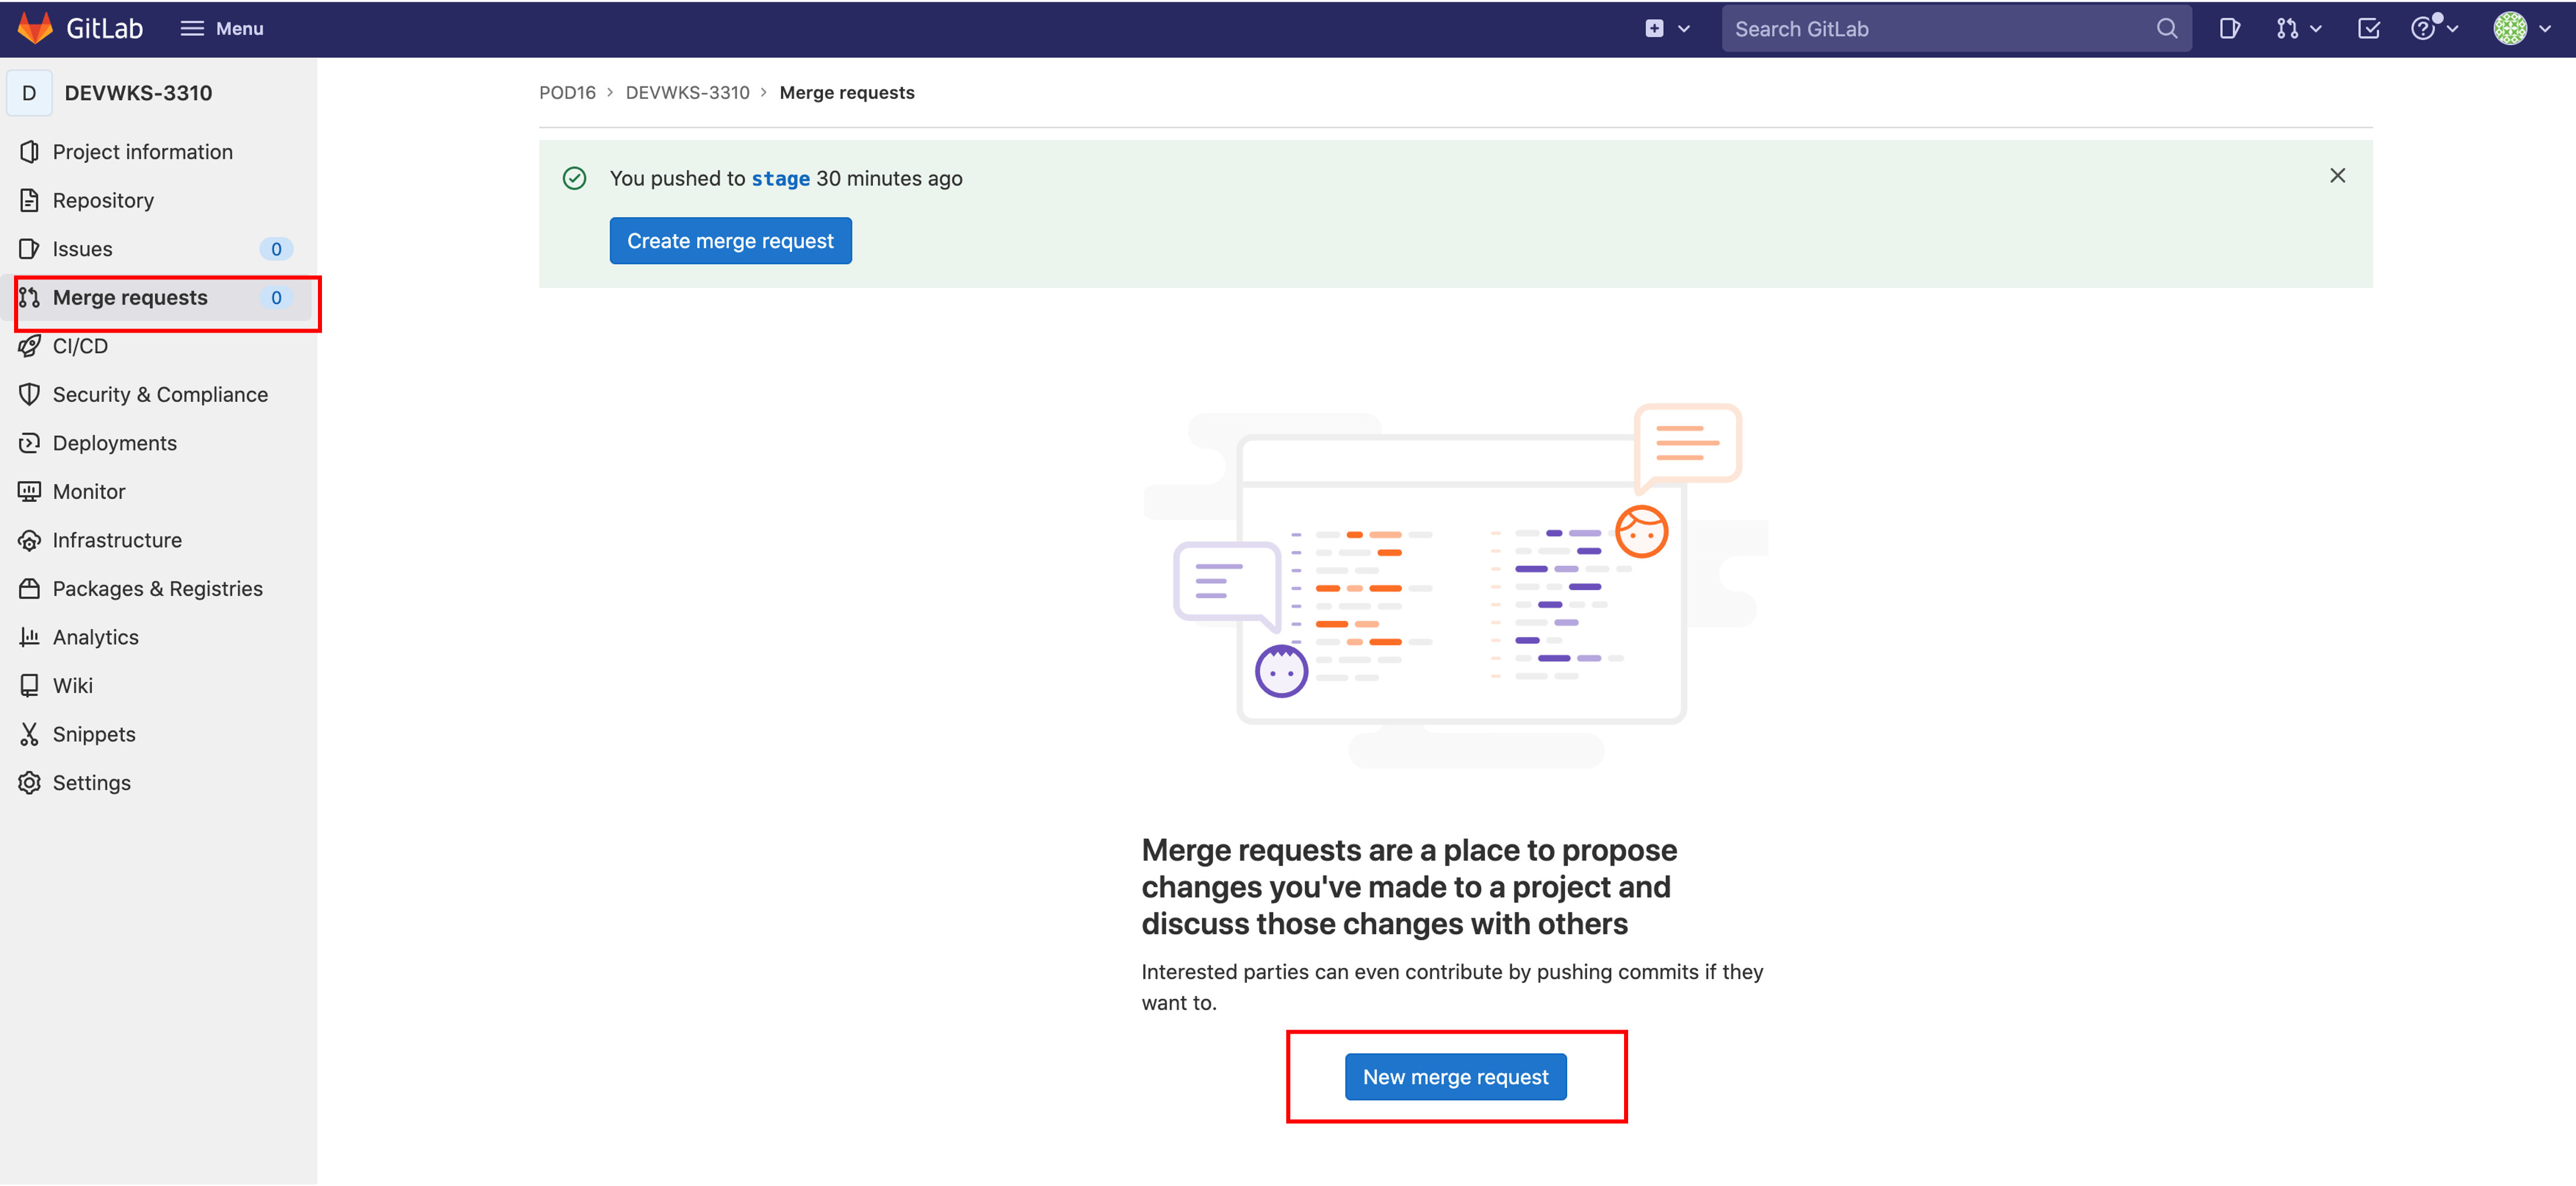 GitLab Menu Search GitLab
D DEVWKS-3310
POD16 > DEVWKS-3310 > Merge requests
Project information
Repository
Issues 0
Merge requests 0
CI/CD
Security & Compliance
Deployments
Monitor
Infrastructure
Packages & Registries
Analytics
Wiki
Snippets
Settings
You pushed to stage 30 minutes ago
Create merge request
Merge requests are a place to propose
changes you've made to a project and
discuss those changes with others
Interested parties can even contribute by pushing commits if they
want to.
New merge request